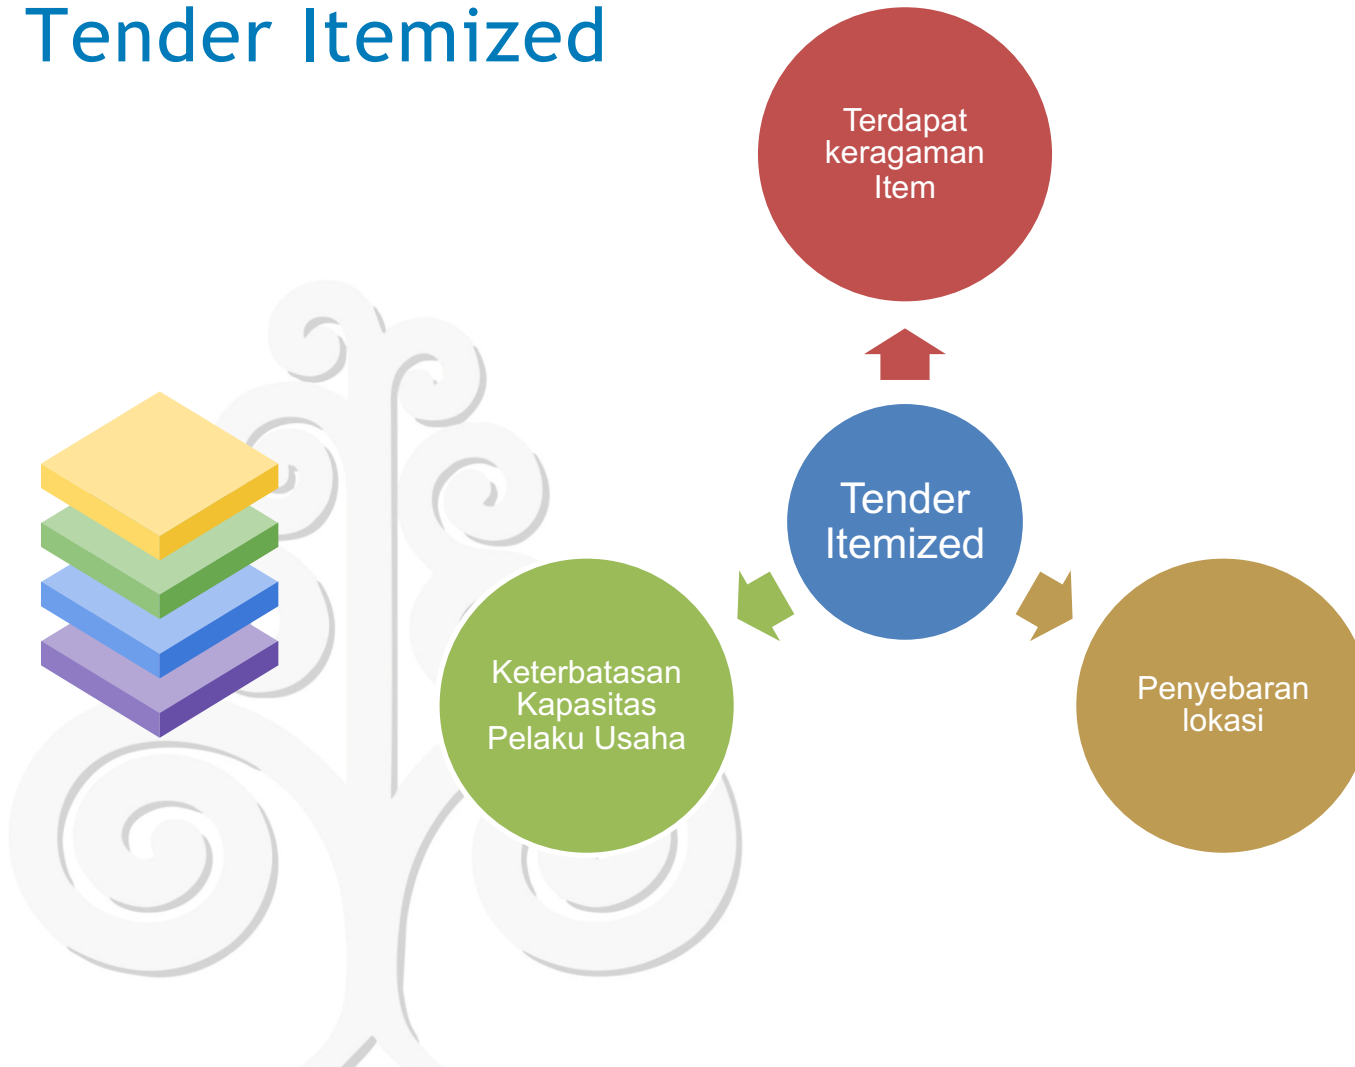 Tender Itemized
Terdapat
keragaman
Item
Tender
Itemized
Keterbatasan
Kapasitas
Pelaku Usaha
Penyebaran
lokasi